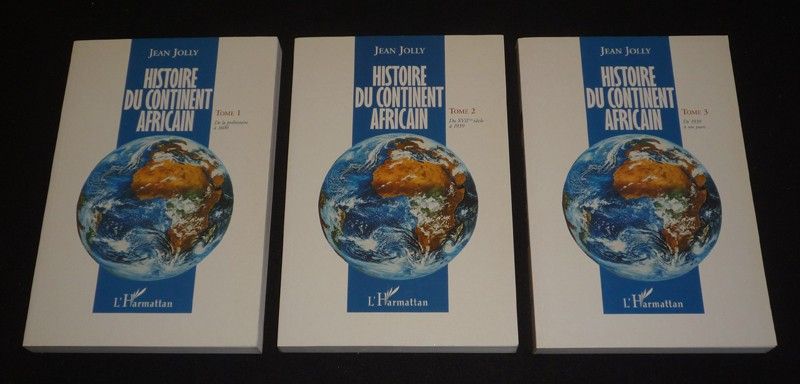 JEAN JOLLY
HISTOIRE
DU CONTINENT
AFRICAIN
TOME 1
De la préhistoire
à 1600
L'Harmattan
JEAN JOLLY
HISTOIRE
DU CONTINENT
AFRICAIN
TOME 2
Du XVIIème siècle
à 1939
L'Harmattan
JEAN JOLLY
HISTOIRE
DU CONTINENT
AFRICAIN
TOME 3
De 1939
à nos jours
L'Harmattan